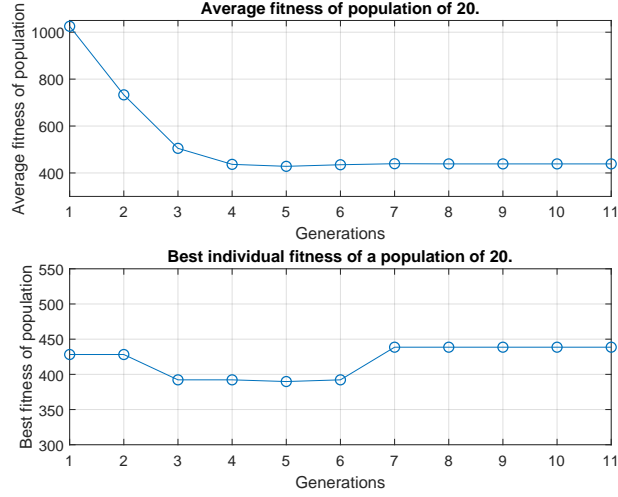 Average fitness of population of 20.
Average fitness of population
1000
800
600
400
1 2 3 4 5 6 7 8 9 10 11
Generations
Best individual fitness of a population of 20.
Best fitness of population
550
500
450
400
350
300
1 2 3 4 5 6 7 8 9 10 11
Generations